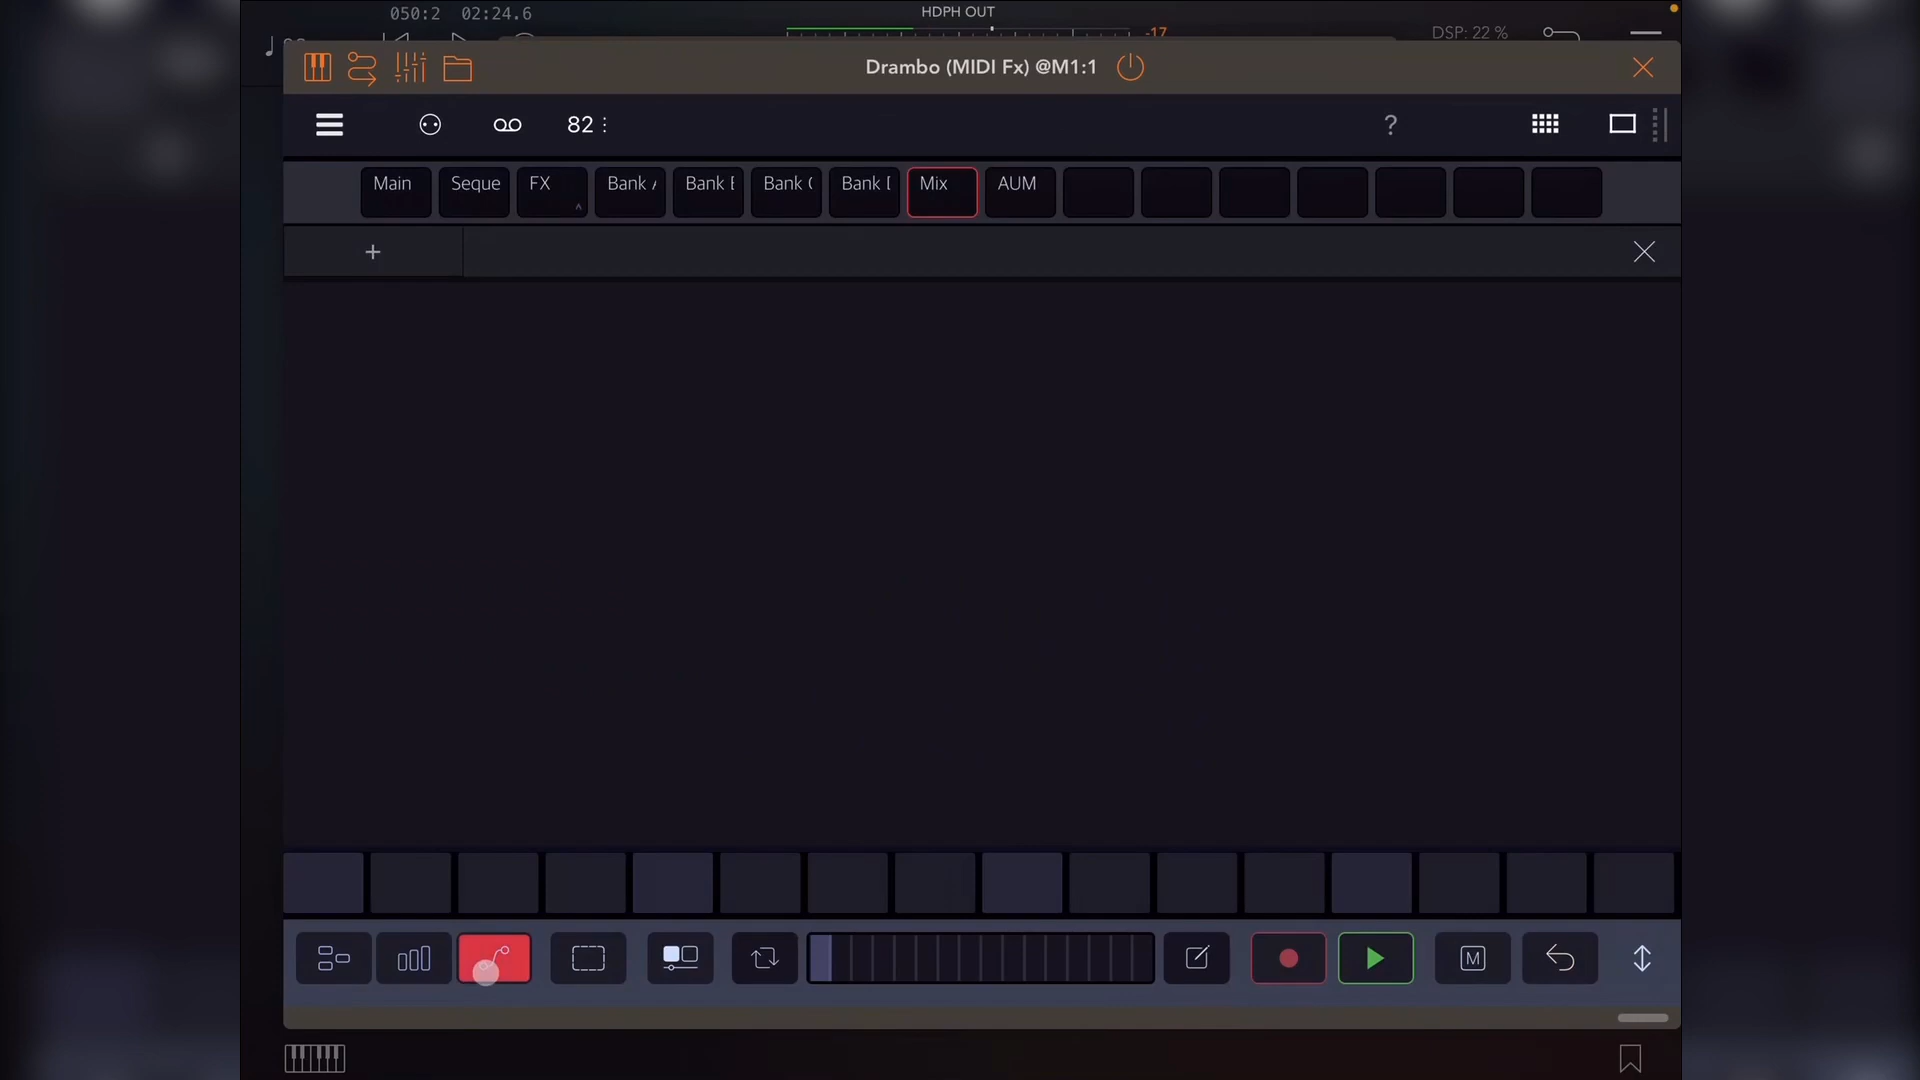 050:2 02:24.6
HDPH OUT
-17
DSP: 22 %
Drambo (MIDI Fx) @M1:1
82
?
Main
Seque
FX
Bank
Bank
Bank
Bank
Mix
AUM
M